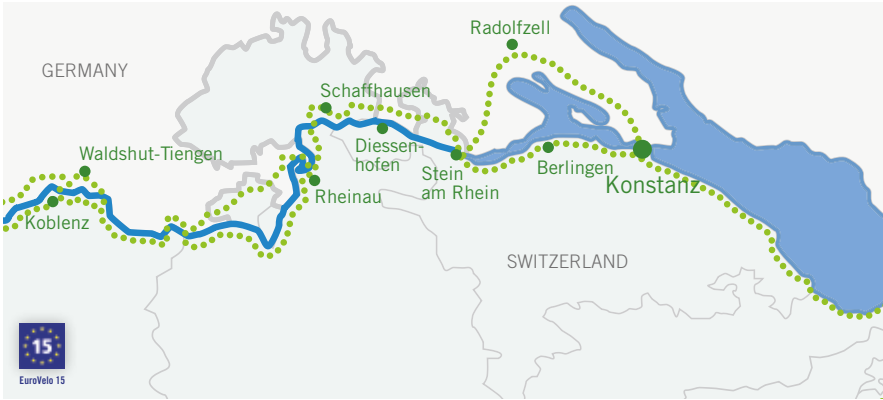 Radolfzell
GERMANY
Schaffhausen
Waldshut-Tiengen
Diessen-
hofen
Stein
am Rhein
Berlingen
Konstanz
Rheinau
Koblenz
SWITZERLAND
15
EuroVelo 15